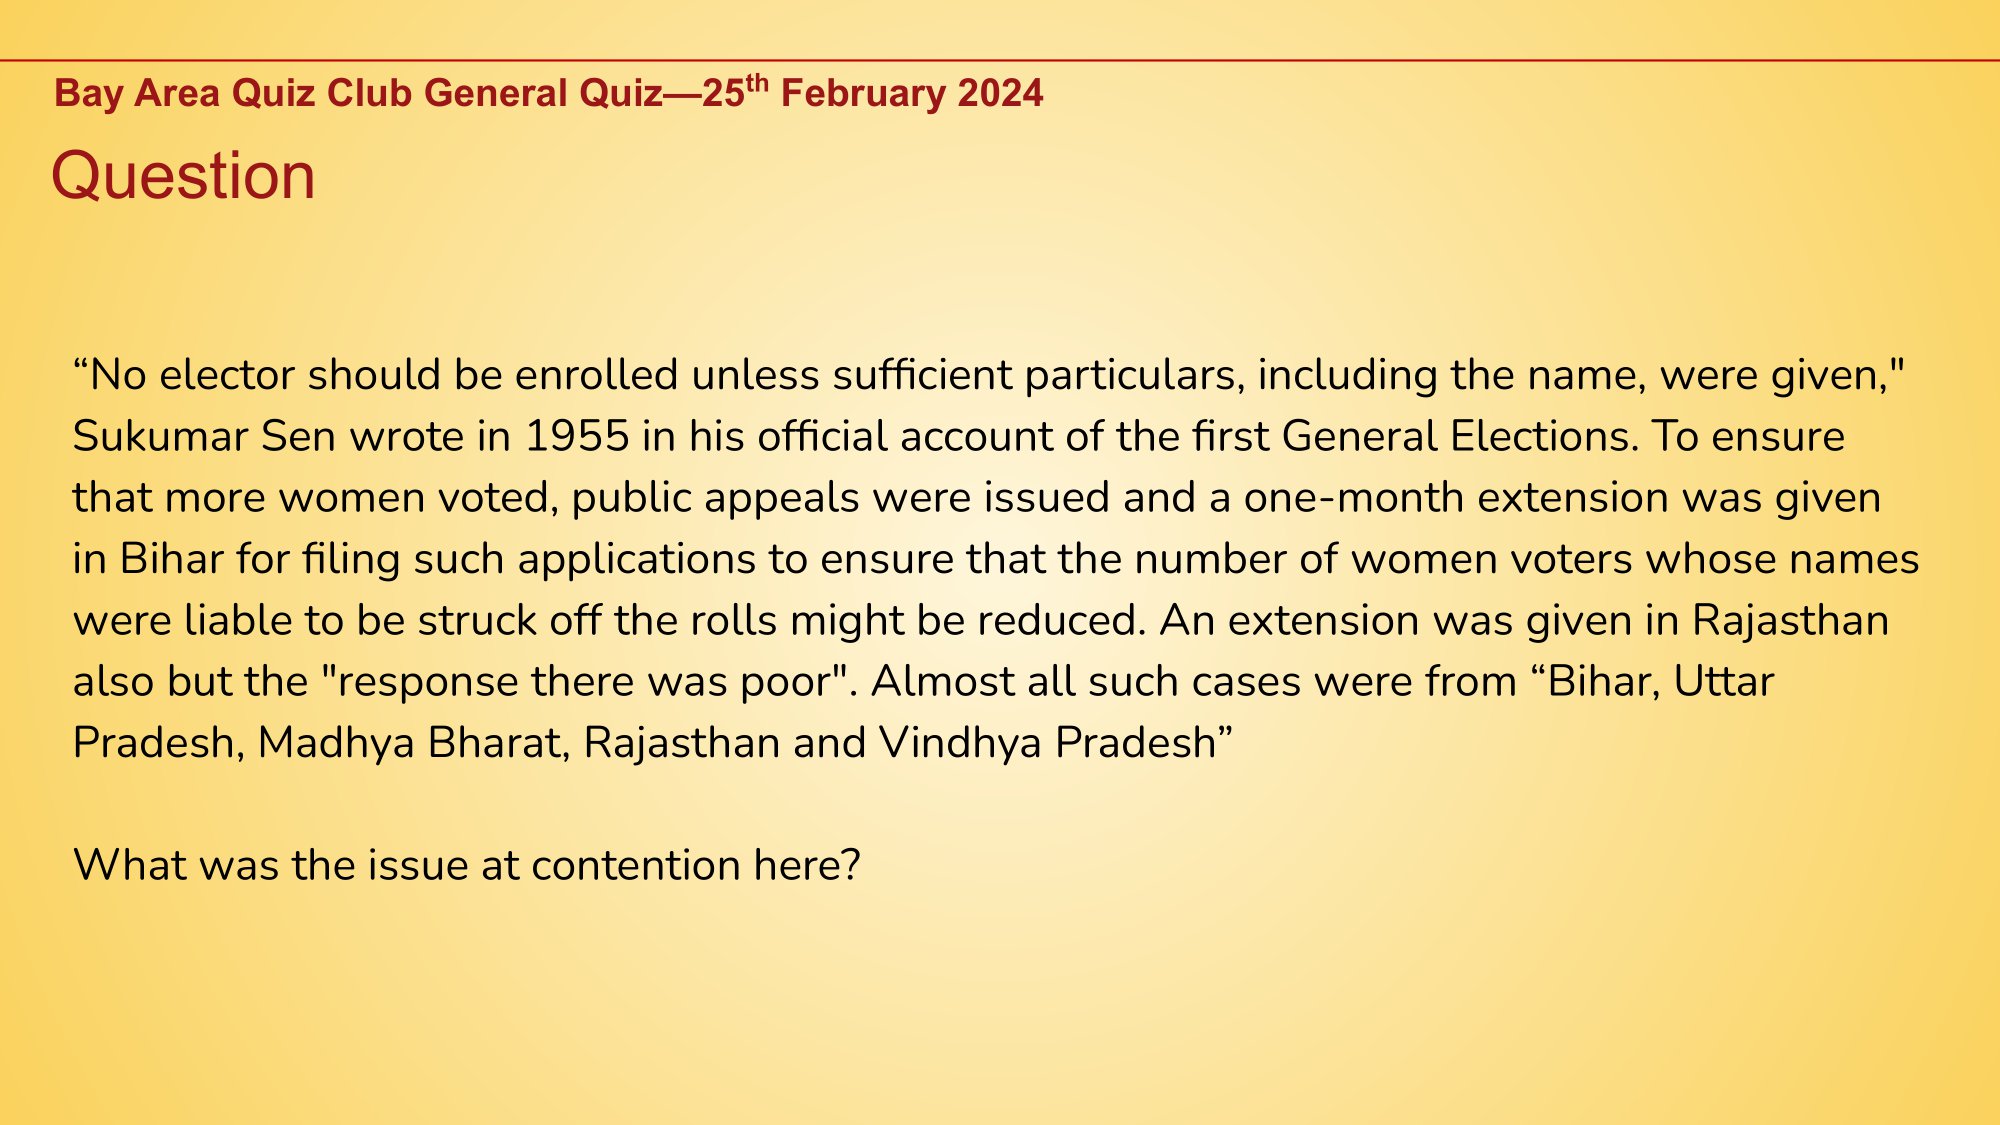 Bay Area Quiz Club General Quiz—25th February 2024
Question
“No elector should be enrolled unless sufficient particulars, including the name, were given,"
Sukumar Sen wrote in 1955 in his official account of the first General Elections. To ensure
that more women voted, public appeals were issued and a one-month extension was given
in Bihar for filing such applications to ensure that the number of women voters whose names
were liable to be struck off the rolls might be reduced. An extension was given in Rajasthan
also but the "response there was poor". Almost all such cases were from “Bihar, Uttar
Pradesh, Madhya Bharat, Rajasthan and Vindhya Pradesh”
What was the issue at contention here?